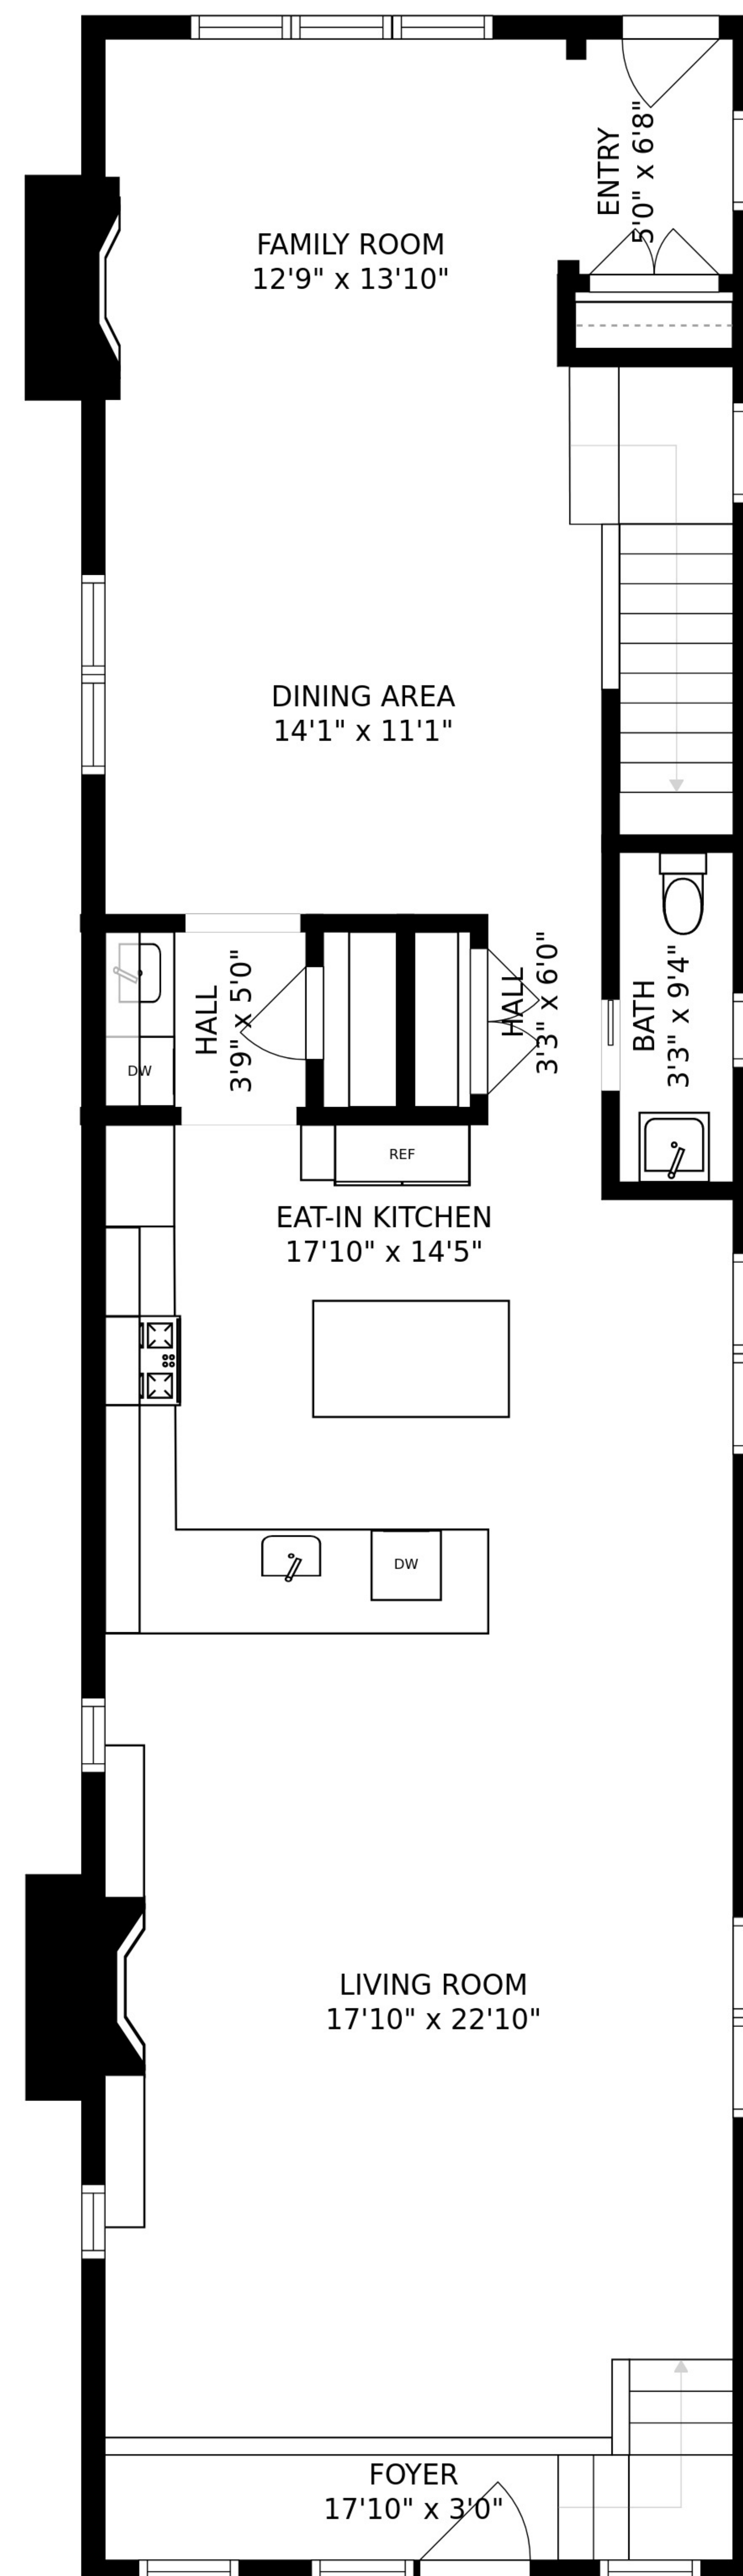 ENTRY
5'0" x 6'8"
FAMILY ROOM
12'9" x 13'10"
DINING AREA
14'1" x 11'1"
HALL
3'9" x 5'0"
HALL
3'3" x 6'0"
BATH
3'3" x 9'4"
DW
REF
EAT-IN KITCHEN
17'10" x 14'5"
DW
LIVING ROOM
17'10" x 22'10"
FOYER
17'10" x 3'0"